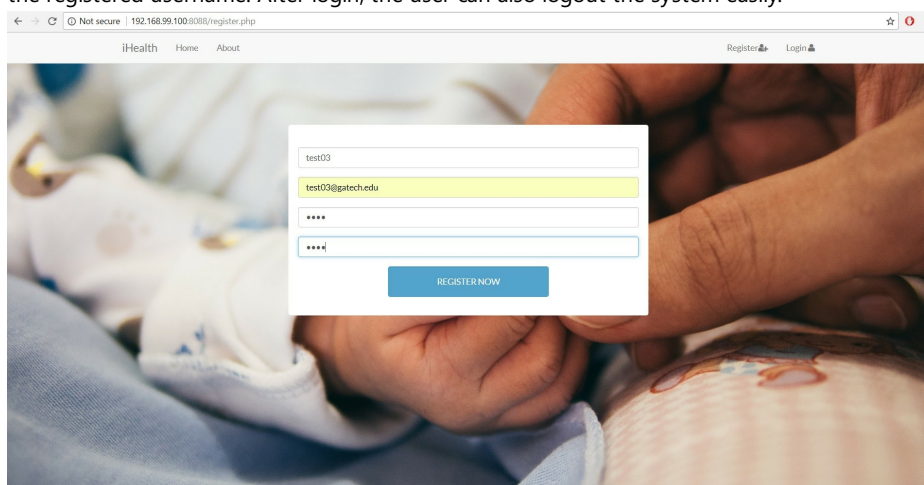 the registered username. After login, the user can also logout the system easily.
Not secure | 192.168.99.100:8088/register.php
iHealth Home About Register Login
test03
test03@gatech.edu
••••
••••
REGISTER NOW